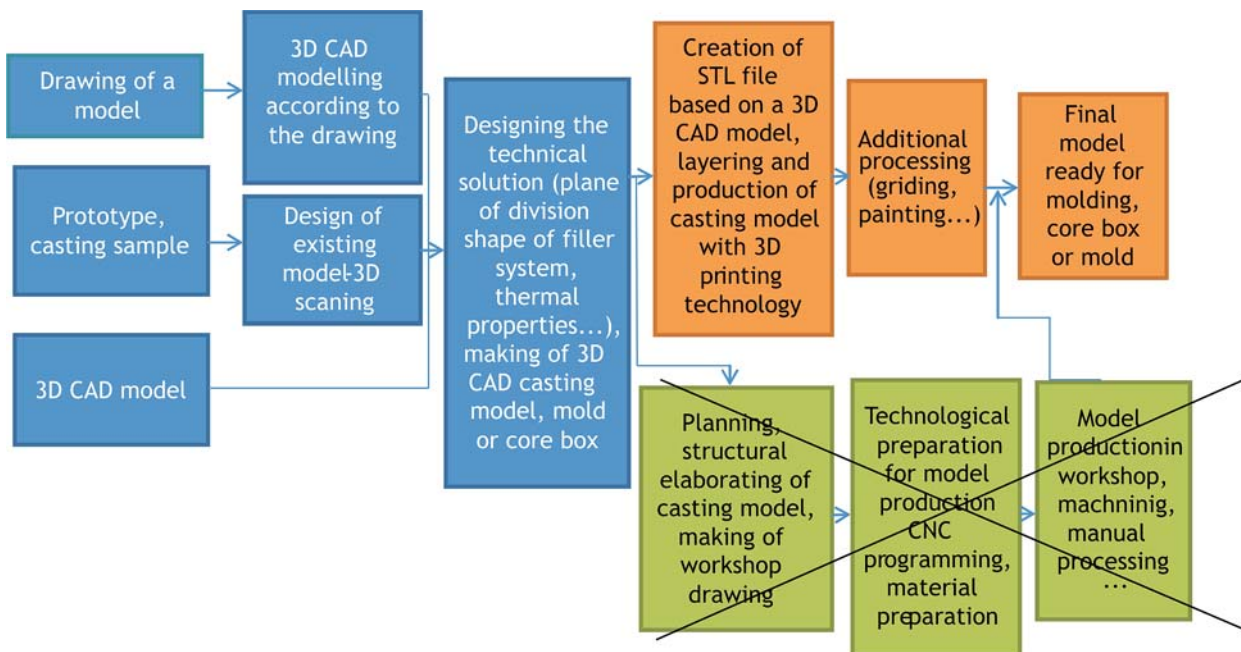 Drawing of a
model
3D CAD
modelling
according to
the drawing
Prototype,
casting sample
Design of
existing
model-3D
scaning
3D CAD model
Designing the
technical
solution (plane
of division
shape of filler
system,
thermal
properties...),
making of 3D
CAD casting
model, mold
or core box
Creation of
STL file
based on a 3D
CAD model,
layering and
production of
casting model
with 3D
printing
technology
Additional
processing
(griding,
painting...)
Final
model
ready for
molding,
core box
or mold
Planning,
structural
elaborating of
casting model,
making of
workshop
drawing
Technological
preparation
for model
production
CNC
programming,
material
preparation
Model
productionin
workshop,
machninig,
manual
processing
...